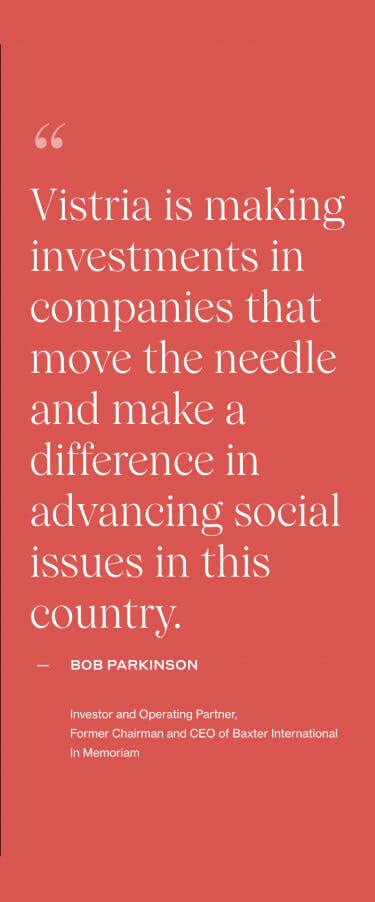 “
Vistria is making
investments in
companies that
move the needle
and make a
difference in
advancing social
issues in this
country.
— BOB PARKINSON
Investor and Operating Partner,
Former Chairman and CEO of Baxter International
In Memoriam